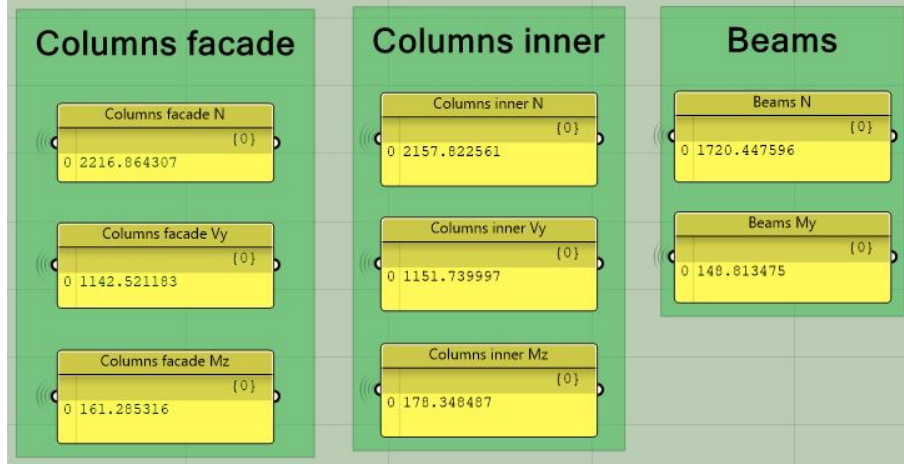 Columns facade
Columns facade N
{0}
0 2216.864307
Columns facade Vy
{0}
0 1142.521183
Columns facade Mz
{0}
0 161.285316
Columns inner
Columns inner N
{0}
0 2157.822561
Columns inner Vy
{0}
0 1151.739997
Columns inner Mz
{0}
0 178.348487
Beams
Beams N
{0}
0 1720.447596
Beams My
{0}
0 148.813475